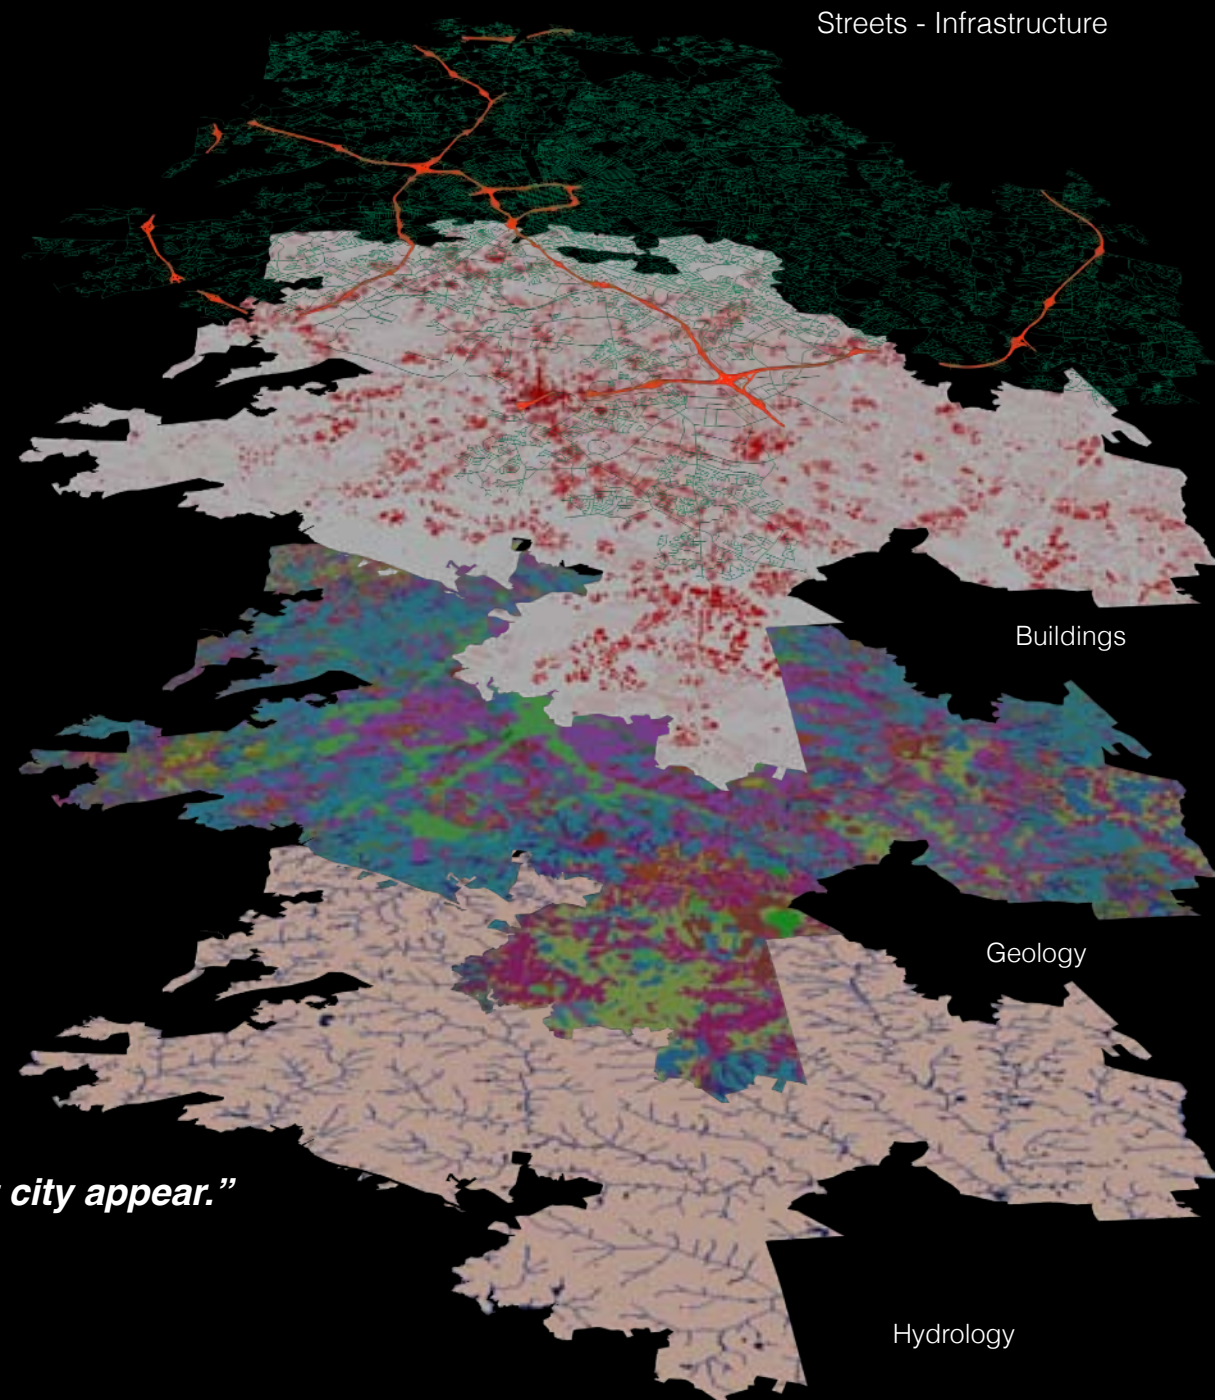 Streets - Infrastructure
Buildings
Geology
city appear.”
Hydrology